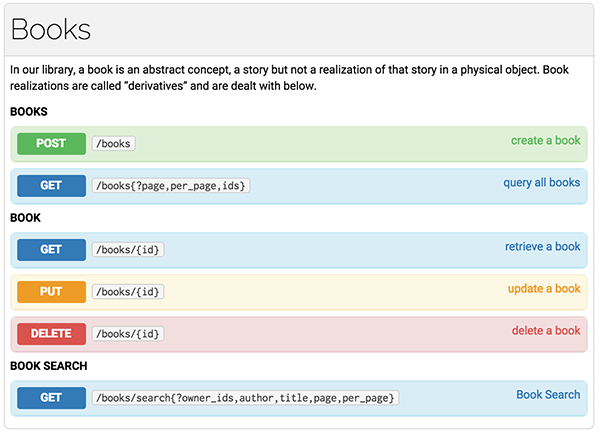 Books
In our library, a book is an abstract concept, a story but not a realization of that story in a physical object. Book
realizations are called "derivatives" and are dealt with below.
BOOKS
POST /books create a book
GET /books{?page,per_page,ids} query all books
BOOK
GET /books/{id} retrieve a book
PUT /books/{id} update a book
DELETE /books/{id} delete a book
BOOK SEARCH
GET /books/search{?owner_ids,author,title,page,per_page} Book Search